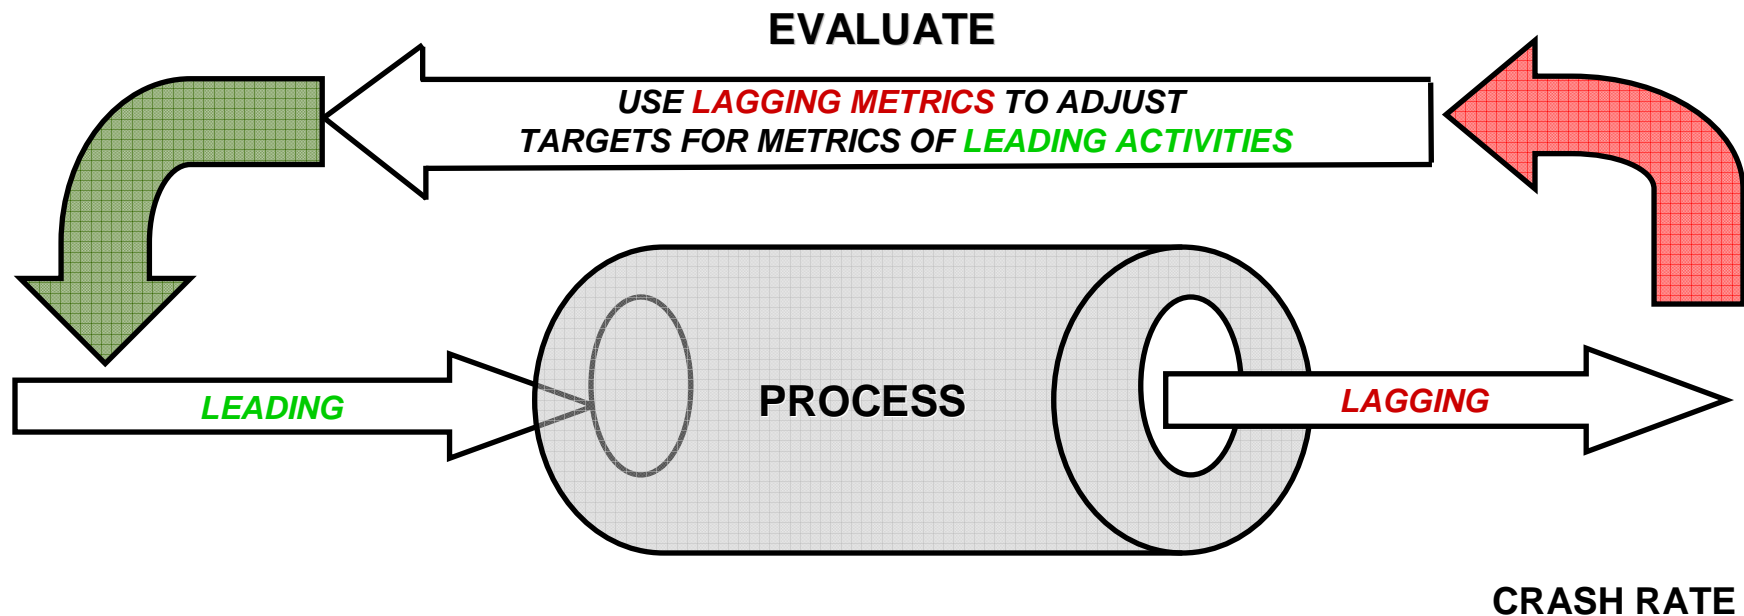 EVALUATE
USE LAGGING METRICS TO ADJUST
TARGETS FOR METRICS OF LEADING ACTIVITIES
LEADING
PROCESS
LAGGING
CRASH RATE